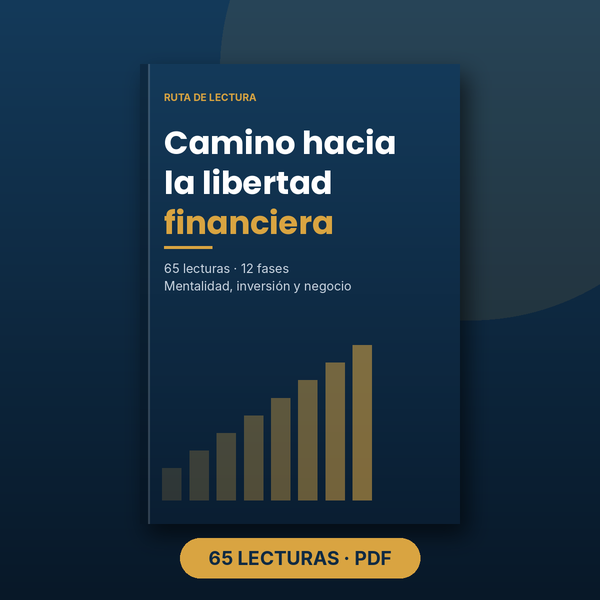 RUTA DE LECTURA
Camino hacia
la libertad
financiera
65 lecturas · 12 fases
Mentalidad, inversión y negocio
65 LECTURAS · PDF